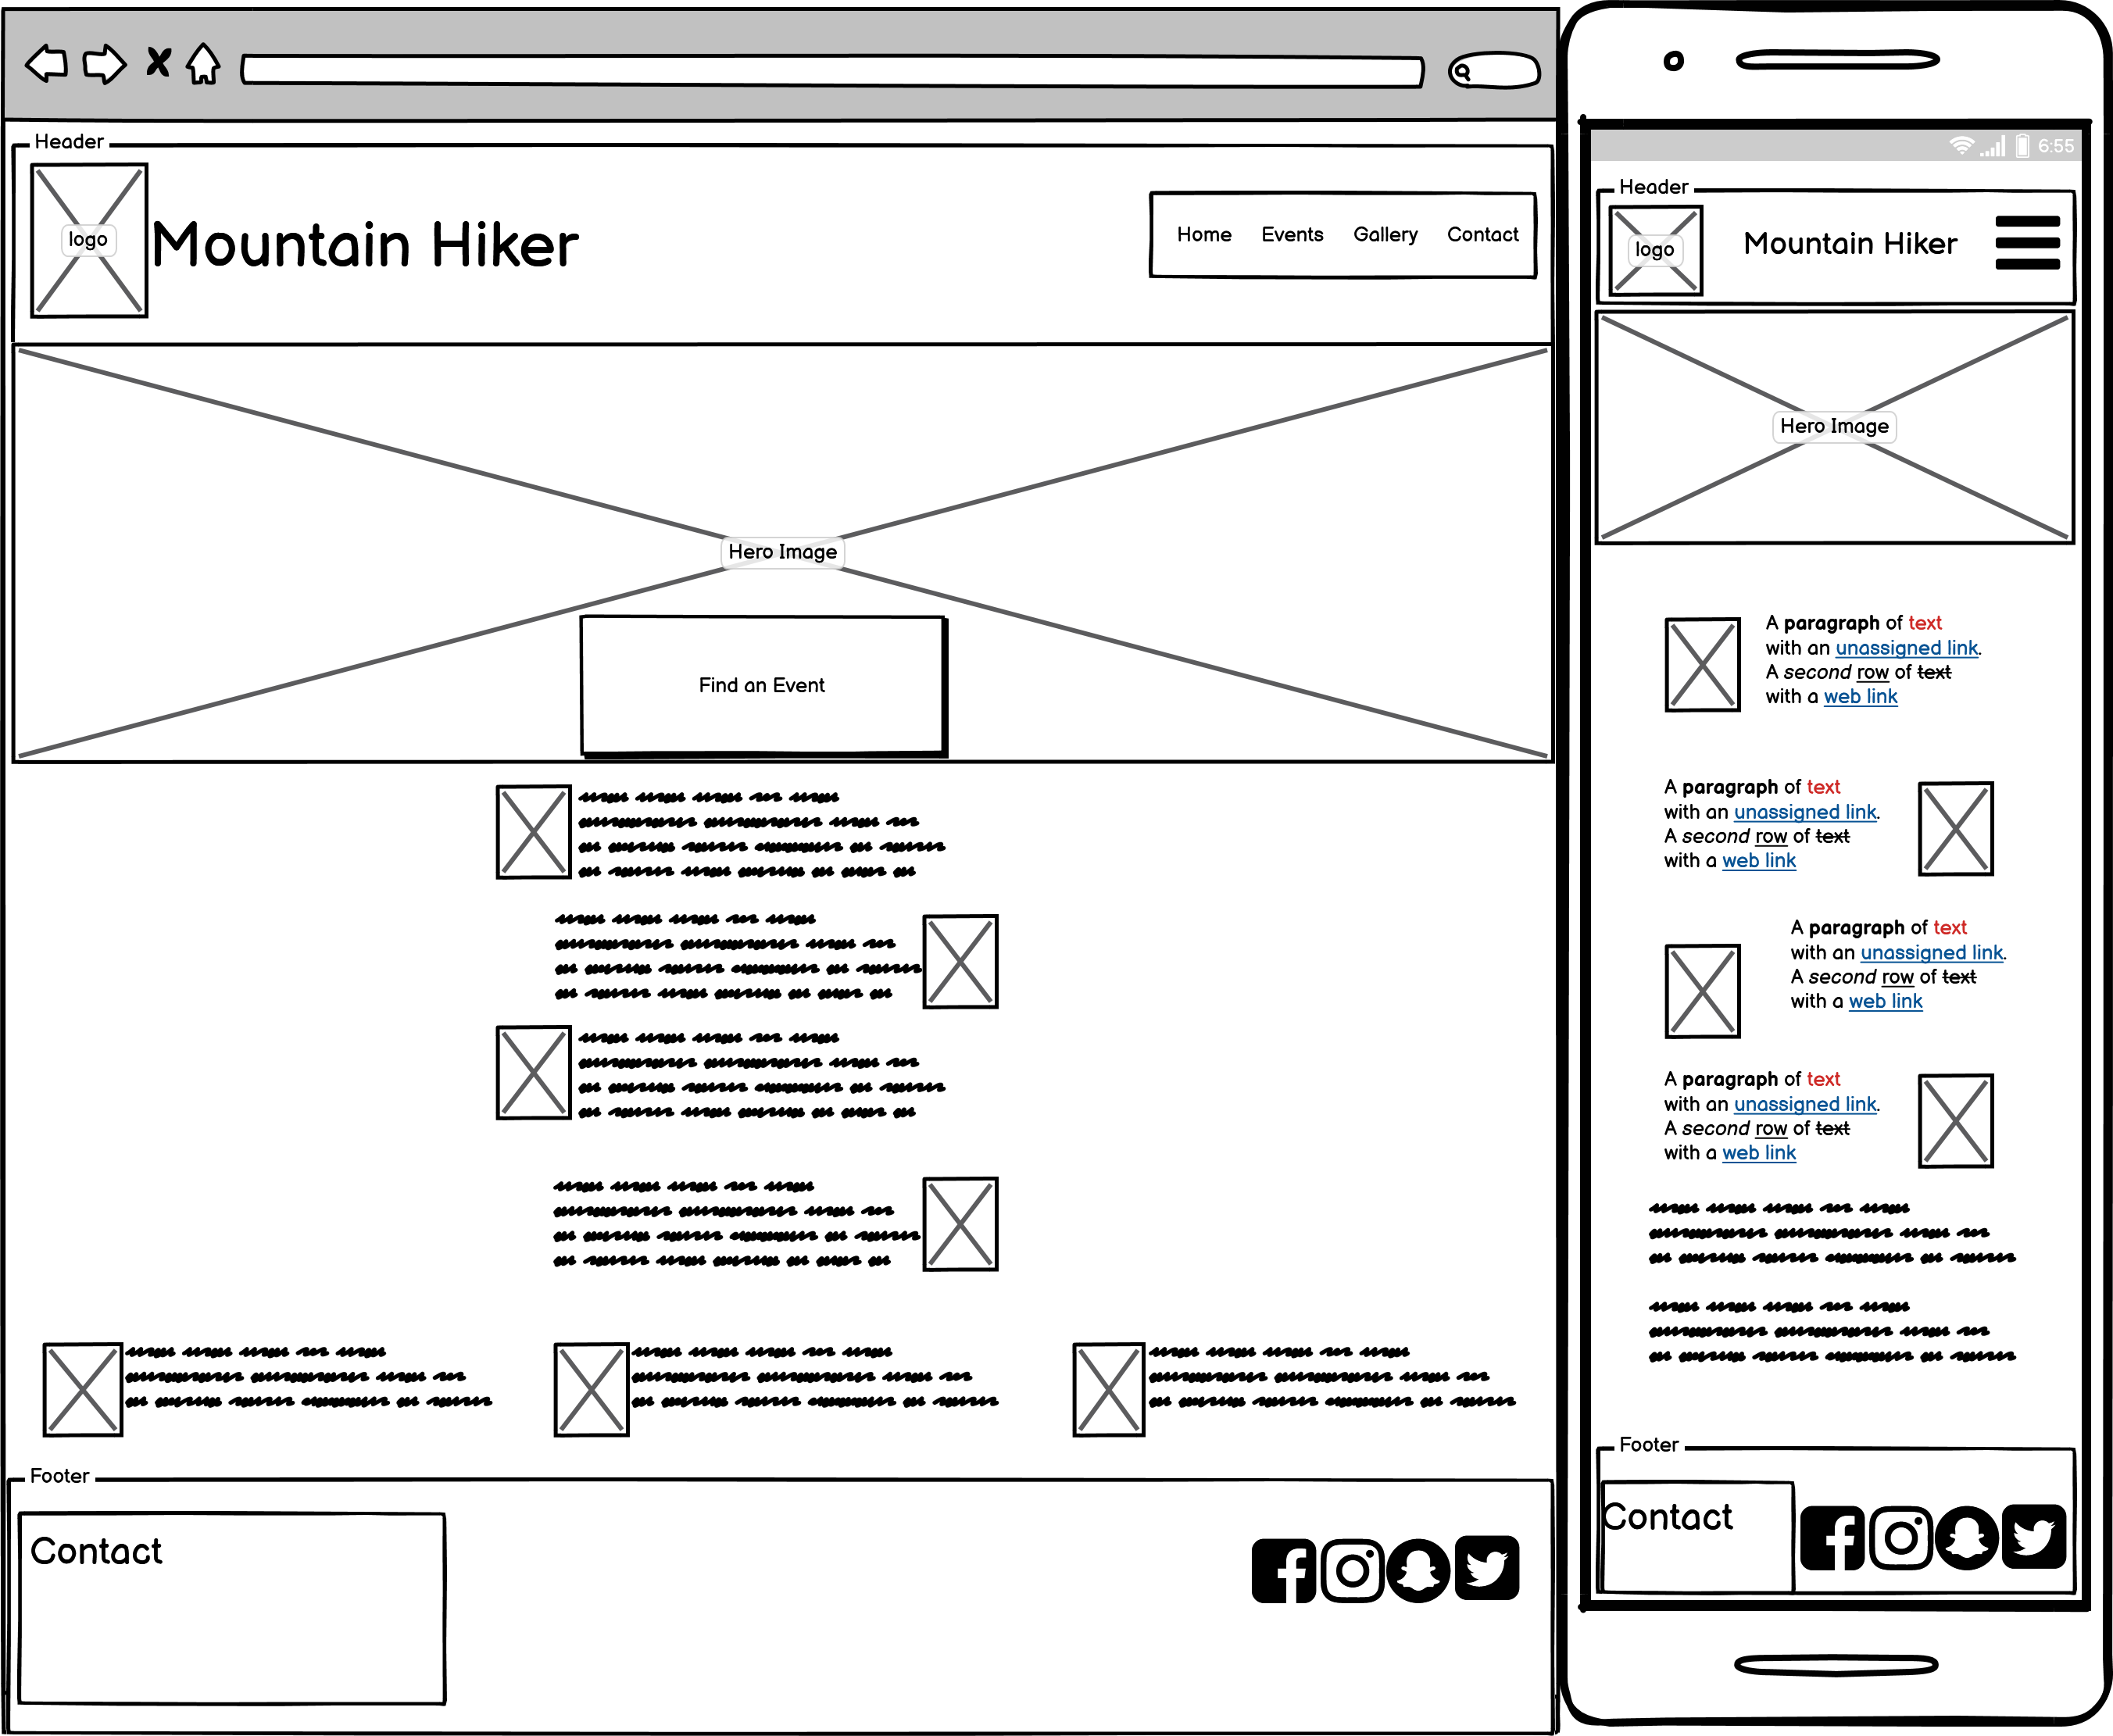 Header
logo
Mountain Hiker
Home Events Gallery Contact
Hero Image
Find an Event
Footer
Contact
6:55
Header
logo
Mountain Hiker
Hero Image
A paragraph of text
with an unassigned link.
A second row of text
with a web link
A paragraph of text
with an unassigned link.
A second row of text
with a web link
A paragraph of text
with an unassigned link.
A second row of text
with a web link
A paragraph of text
with an unassigned link.
A second row of text
with a web link
Footer
Contact